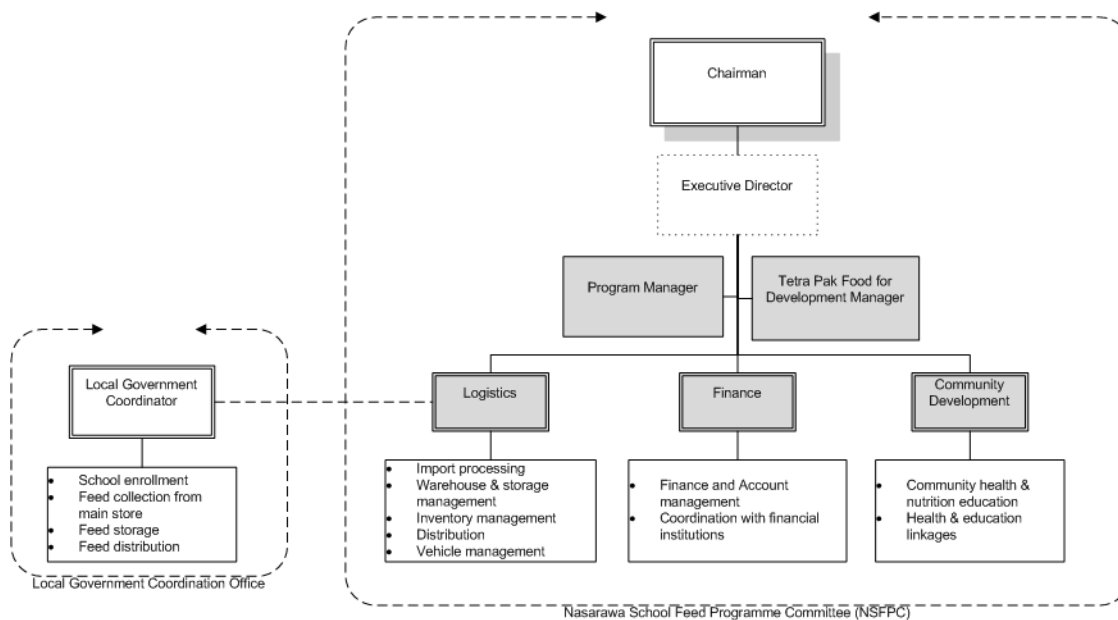 Chairman
Executive Director
Program Manager
Tetra Pak Food for
Development Manager
Local Government
Coordinator
Logistics
Finance
Community
Development
• School enrollment
• Feed collection from
main store
• Feed storage
• Feed distribution
• Import processing
• Warehouse & storage
management
• Inventory management
• Distribution
• Vehicle management
• Finance and Account
management
• Coordination with financial
institutions
• Community health &
nutrition education
• Health & education
linkages
Local Government Coordination Office
Nasarawa School Feed Programme Committee (NSFPC)